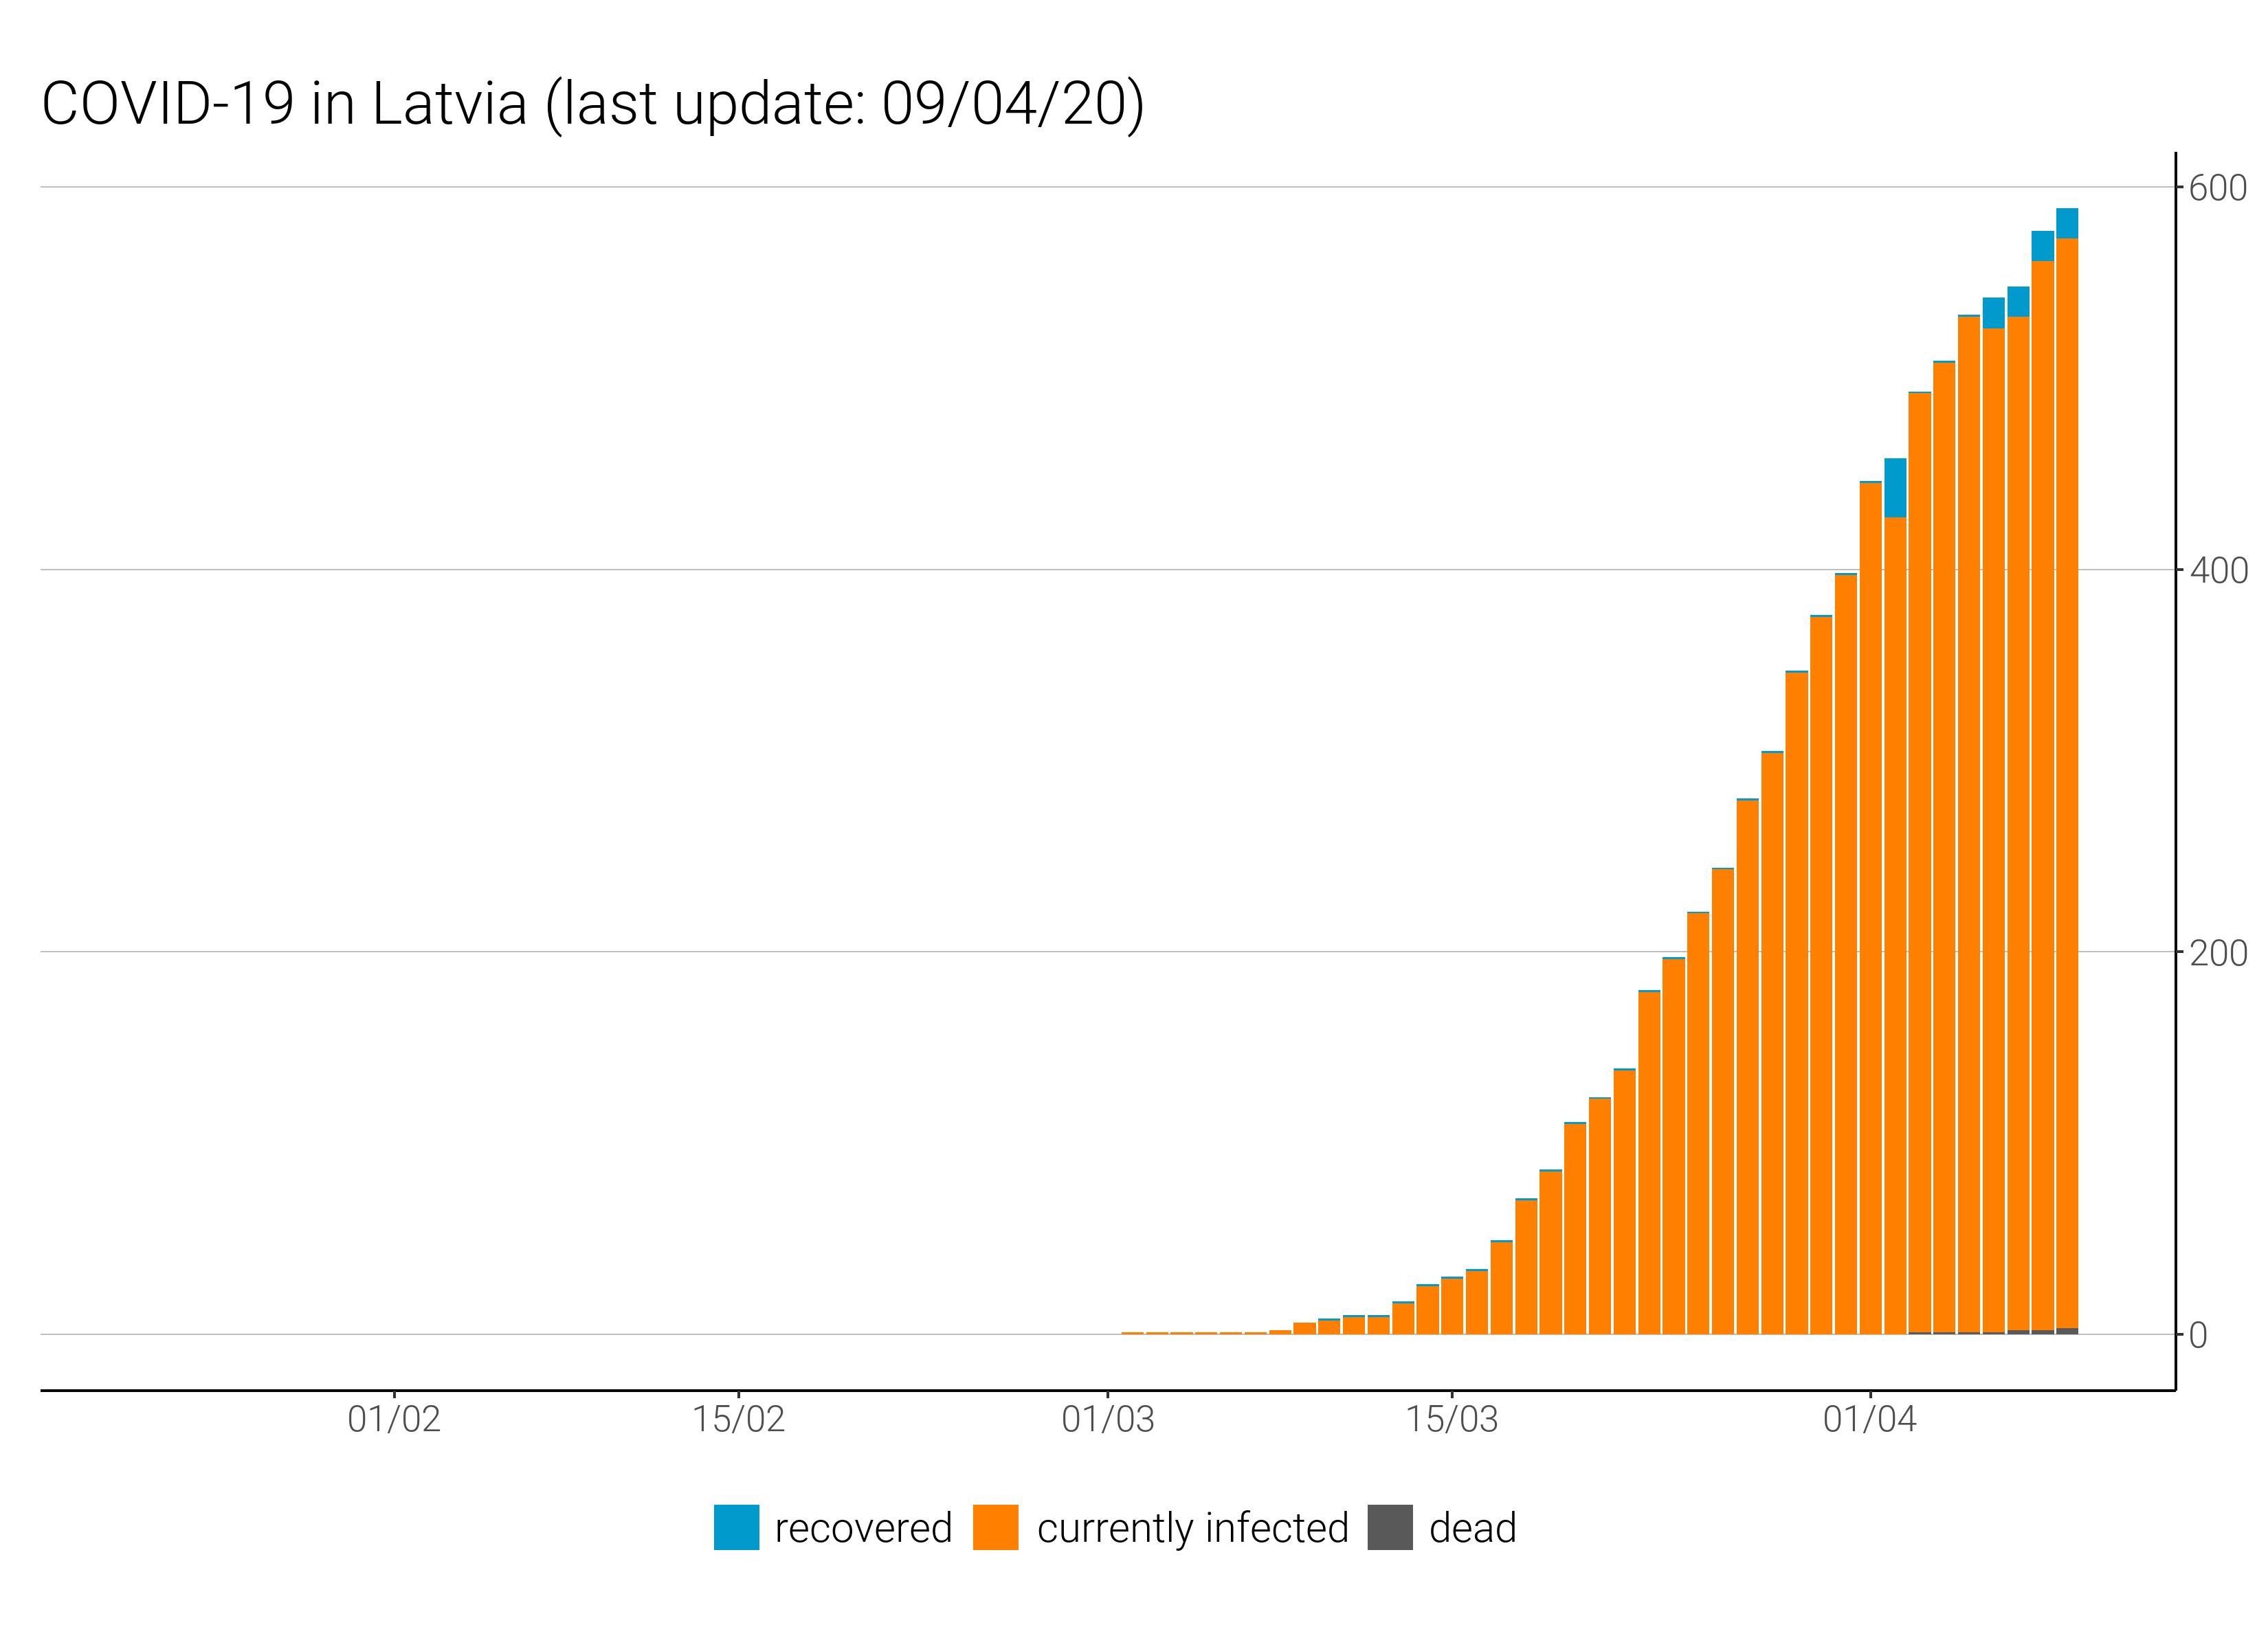 COVID-19 in Latvia (last update: 09/04/20)
600
400
200
0
01/02 15/02 01/03 15/03 01/04
recovered currently infected dead